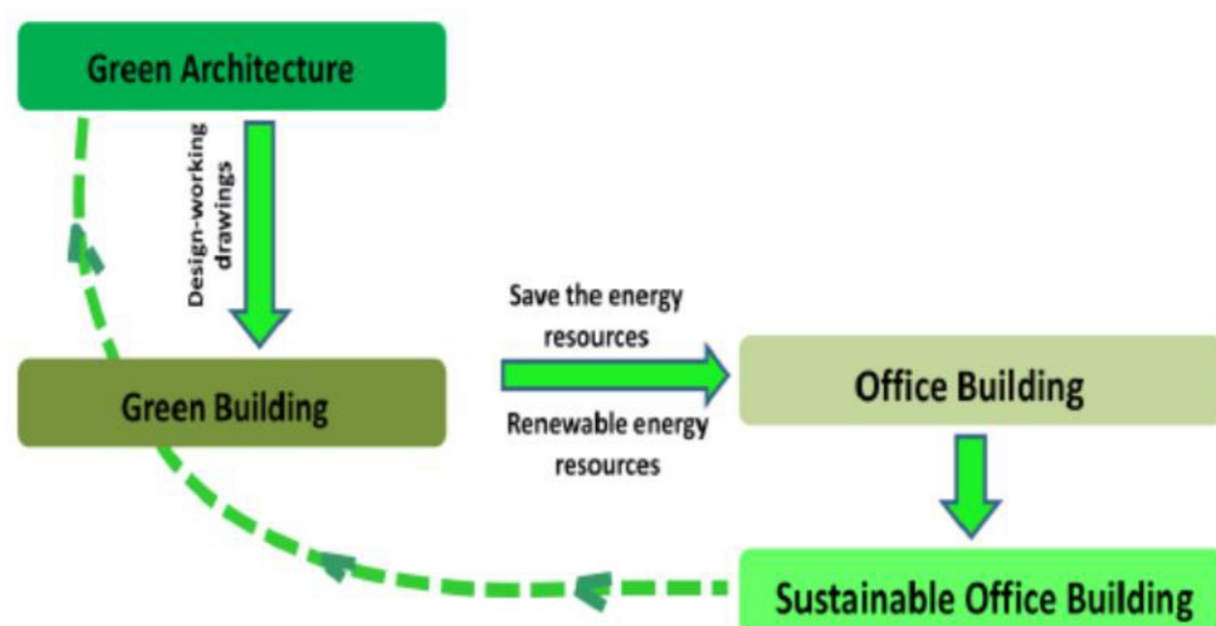 Green Architecture
Design-working
drawings
Green Building
Save the energy
resources
Renewable energy
resources
Office Building
Sustainable Office Building